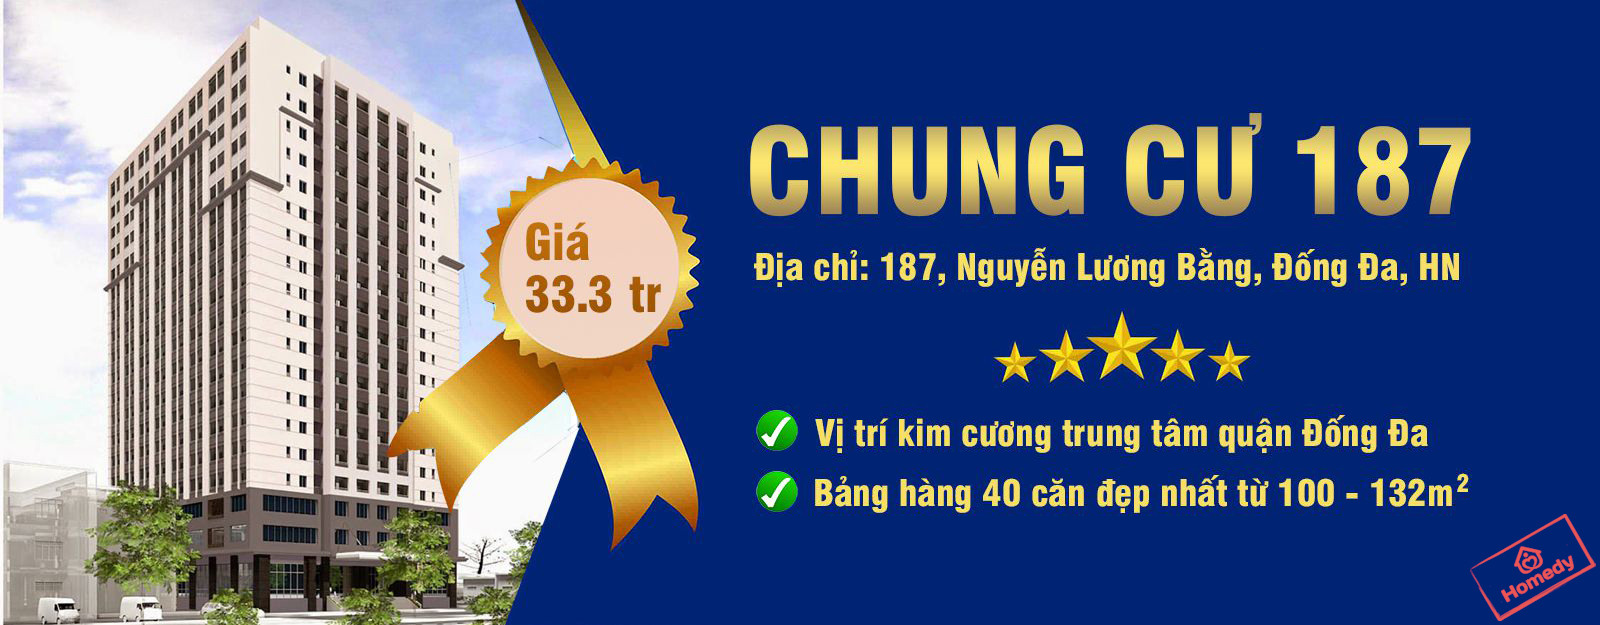 Giá
33.3 tr
CHUNG CƯ 187
Địa chỉ: 187, Nguyễn Lương Bằng, Đống Đa, HN
Vị trí kim cương trung tâm quận Đống Đa
Bảng hàng 40 căn đẹp nhất từ 100 - 132m²
Homedy